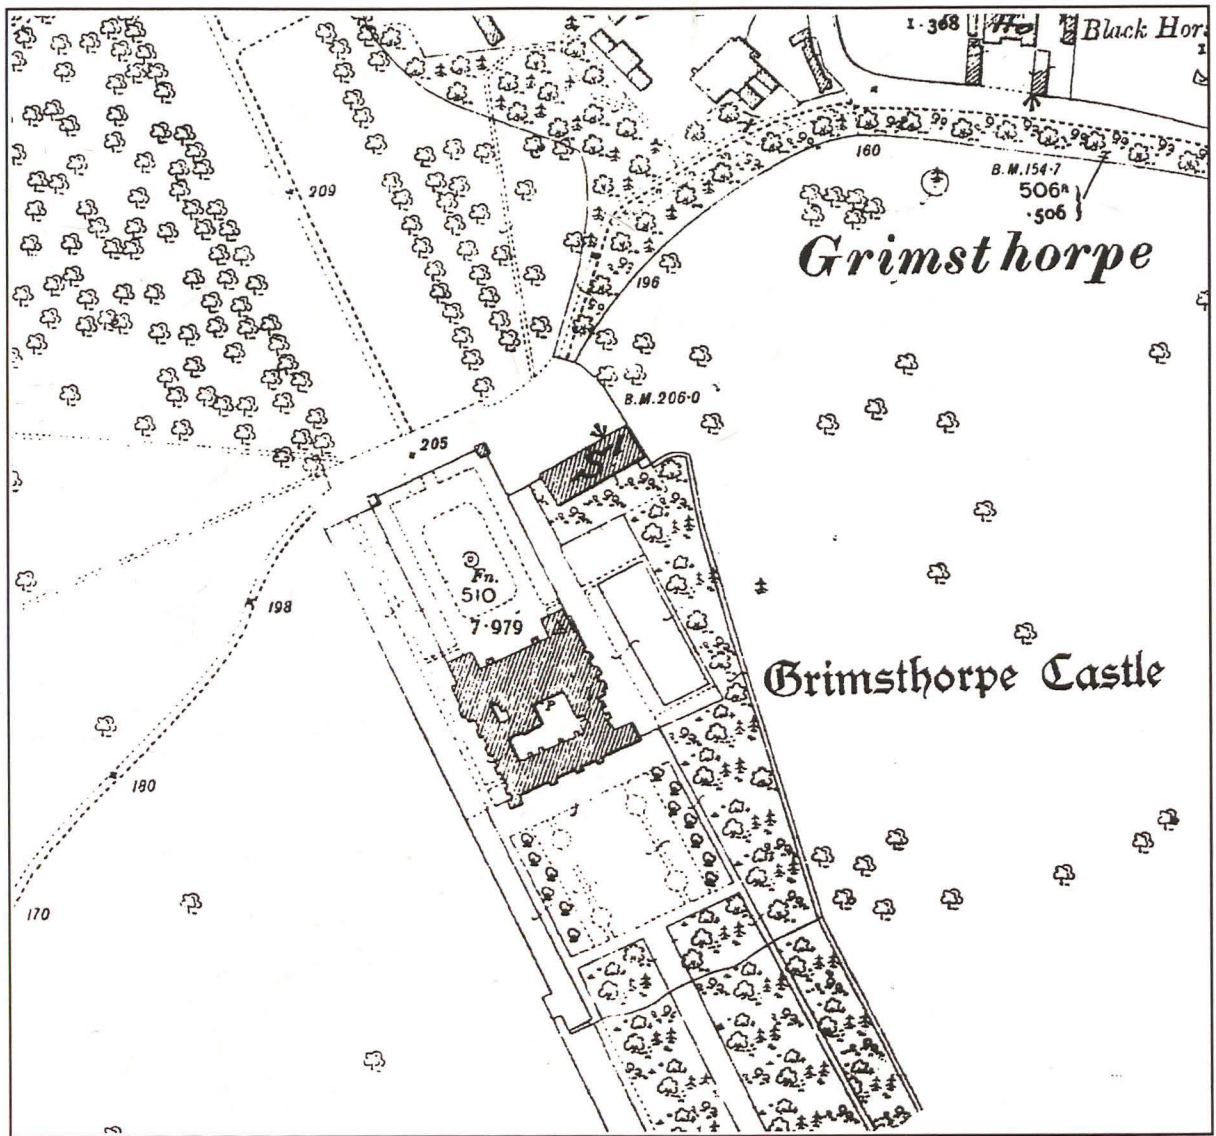 1·368
Ho
Black Hor
209
160
B.M.154·7
506ᵃ
·506
Grimsthorpe
196
B.M.206·0
205
Fn.
510
7·979
198
P
Grimsthorpe Castle
180
170